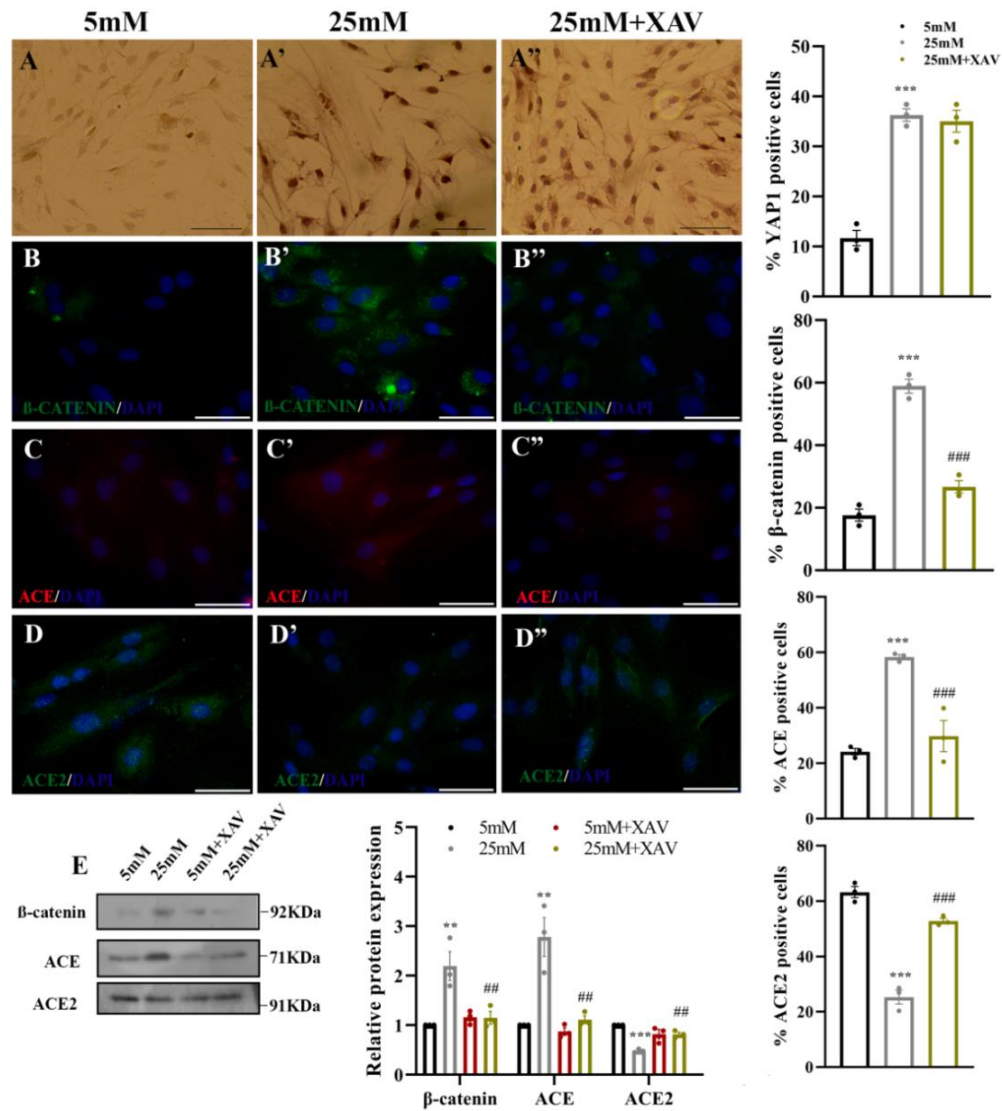 5mM 25mM 25mM+XAV
A A' A"
B B' B"
ß-CATENIN/DAPI ß-CATENIN/DAPI β-CATENIN/DAPI
C C' C"
ACE/DAPI ACE/DAPI ACE/DAPI
D D' D"
ACE2/DAPI ACE2/DAPI ACE2/DAPI
5mM
25mM
25mM+XAV
% YAP1 positive cells
50
40
30
20
10
0
***
% β-catenin positive cells
80
60
40
20
0
***
###
% ACE positive cells
80
60
40
20
0
***
###
% ACE2 positive cells
80
60
40
20
0
***
###
E
5mM 25mM 5mM+XAV 25mM+XAV
ß-catenin -92KDa
ACE -71KDa
ACE2 -91KDa
5mM 5mM+XAV
25mM 25mM+XAV
Relative protein expression
5
4
3
2
1
0
** ## ** ## *** ##
β-catenin ACE ACE2